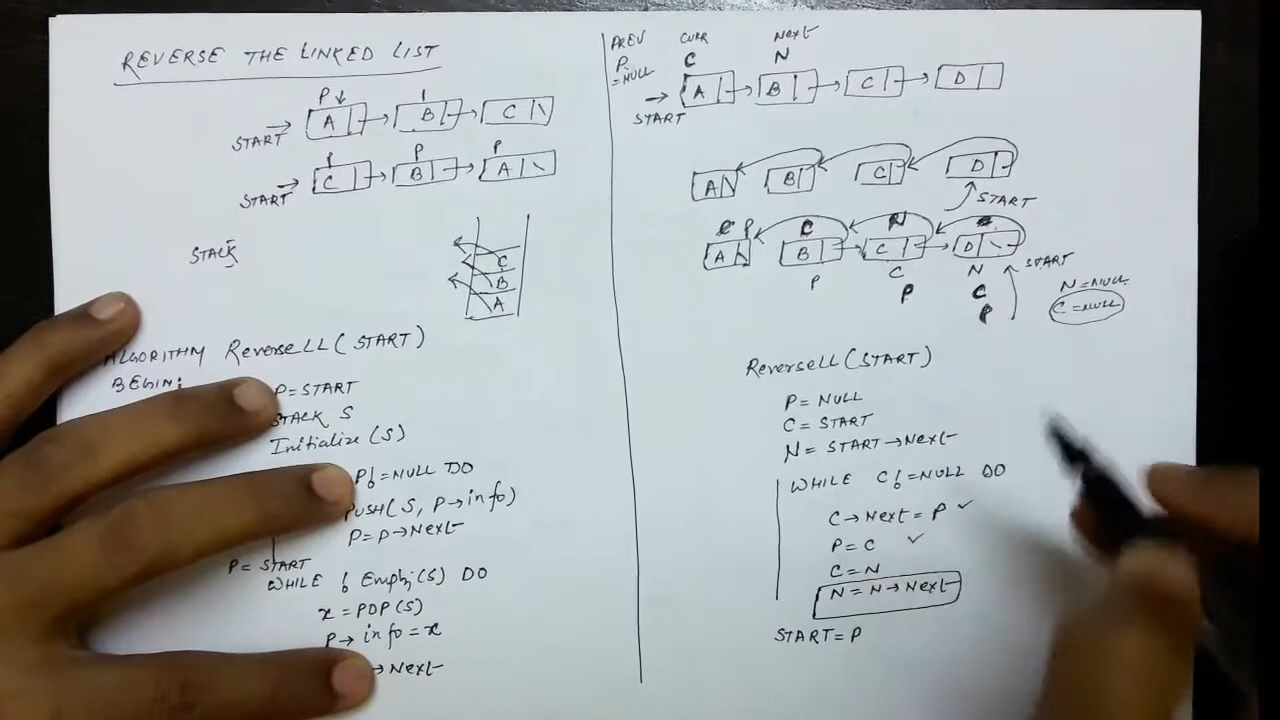 REVERSE THE LINKED LIST
P
START A B C
P P P
START C B A
STACK
C
B
A
ALGORITHM ReverseLL(START)
BEGIN:
P=START
STACK S
Initialize(S)
P!=NULL DO
PUSH(S, P→info)
P=P→Next
P=START
WHILE ! Empty(S) DO
x=POP(S)
P→info=x
→Next
PREV CURR Next
P C N
=NULL
A B C D
START
A B C D
START
C P C N
A B C D
START
P C N
P C
P
N=NULL
C=NULL
ReverseLL(START)
P=NULL
C=START
N=START→Next
WHILE C!=NULL DO
C→Next=P
P=C
C=N
N=N→Next
START=P